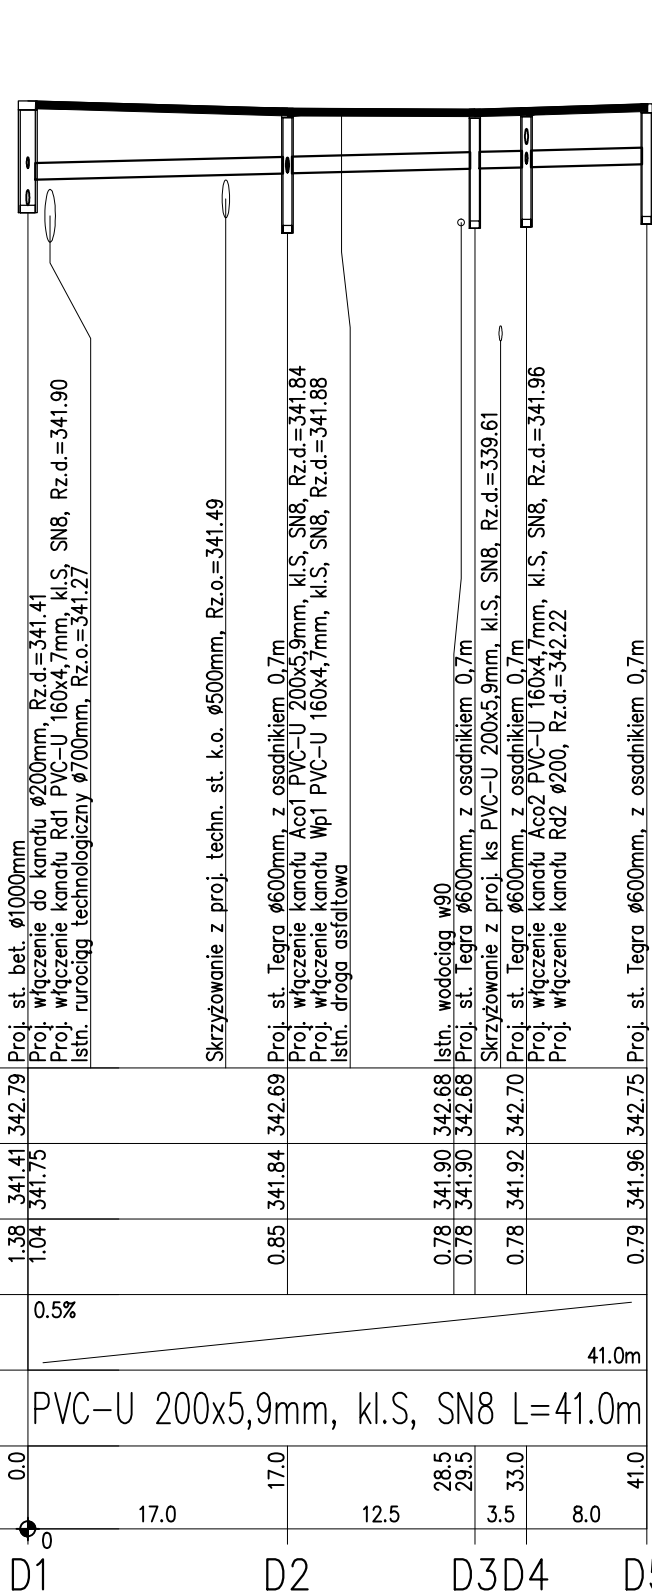 Proj. st. bet. ø1000mm
Proj. włączenie do kanału ø200mm, Rz.d.=341.41
Proj. włączenie kanału Rd1 PVC-U 160x4,7mm, kl.S, SN8, Rz.d.=341.90
Istn. rurociąg technologiczny ø700mm, Rz.o.=341.27
Skrzyżowanie z proj. techn. st. k.o. ø500mm, Rz.o.=341.49
Proj. st. Tegra ø600mm, z osadnikiem 0,7m
Proj. włączenie kanału Aco1 PVC-U 200x5,9mm, kl.S, SN8, Rz.d.=341.84
Proj. włączenie kanału Wp1 PVC-U 160x4,7mm, kl.S, SN8, Rz.d.=341.88
Istn. droga asfaltowa
Istn. wodociąg w90
Proj. st. Tegra ø600mm, z osadnikiem 0,7m
Skrzyżowanie z proj. ks PVC-U 200x5,9mm, kl.S, SN8, Rz.d.=339.61
Proj. st. Tegra ø600mm, z osadnikiem 0,7m
Proj. włączenie kanału Aco2 PVC-U 160x4,7mm, kl.S, SN8, Rz.d.=341.96
Proj. włączenie kanału Rd2 ø200, Rz.d.=342.22
Proj. st. Tegra ø600mm, z osadnikiem 0,7m
342.79 342.69 342.68 342.68 342.70 342.75
341.41 341.75 341.84 341.90 341.90 341.92 341.96
1.38 1.04 0.85 0.78 0.78 0.78 0.79
0.5%
41.0m
PVC-U 200x5,9mm, kl.S, SN8 L=41.0m
0.0 17.0 28.5 29.5 33.0 41.0
17.0 12.5 3.5 8.0
0
D1 D2 D3 D4 D5